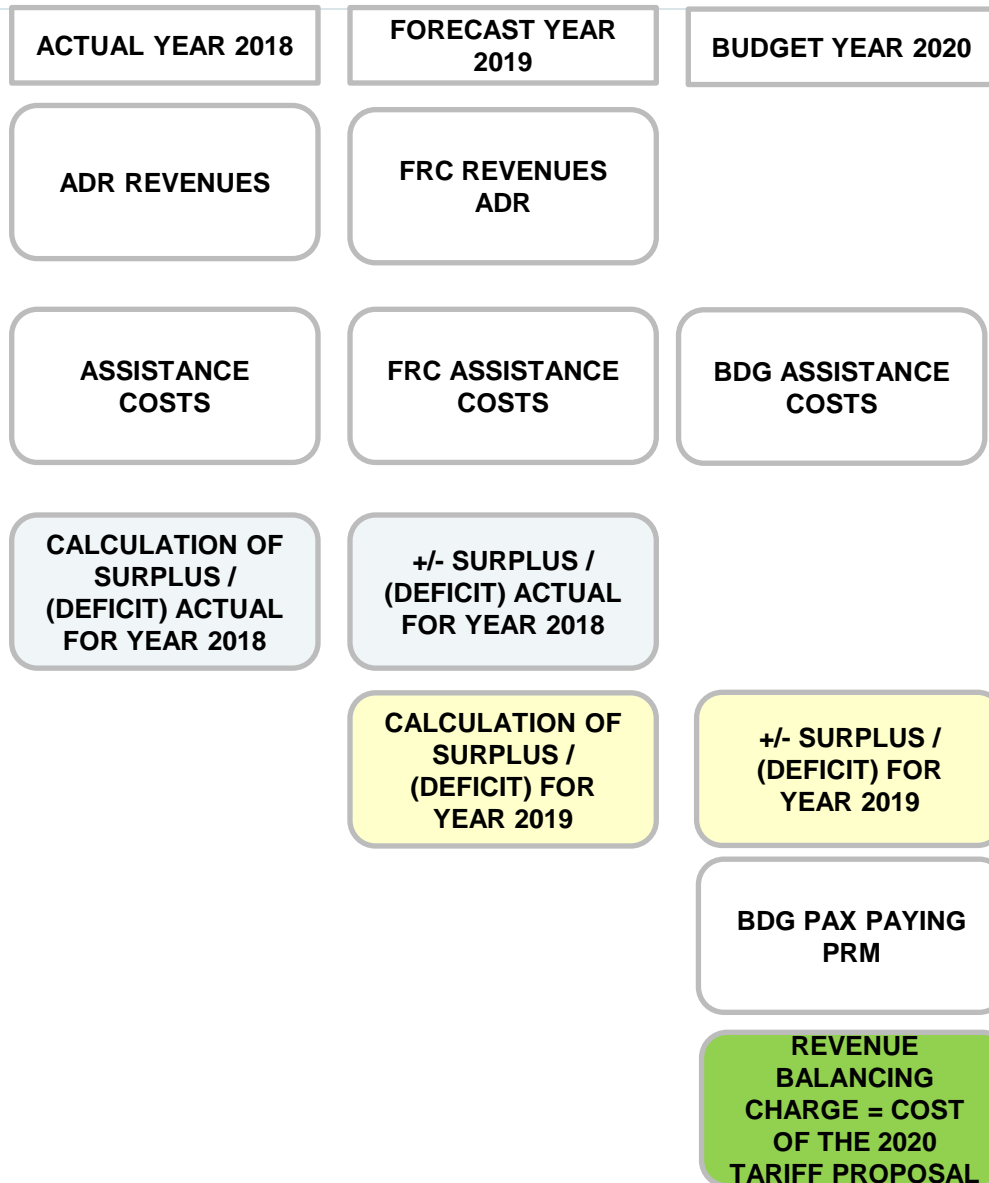 ACTUAL YEAR 2018
FORECAST YEAR
2019
BUDGET YEAR 2020
ADR REVENUES
FRC REVENUES
ADR
ASSISTANCE
COSTS
FRC ASSISTANCE
COSTS
BDG ASSISTANCE
COSTS
CALCULATION OF
SURPLUS /
(DEFICIT) ACTUAL
FOR YEAR 2018
+/- SURPLUS /
(DEFICIT) ACTUAL
FOR YEAR 2018
CALCULATION OF
SURPLUS /
(DEFICIT) FOR
YEAR 2019
+/- SURPLUS /
(DEFICIT) FOR
YEAR 2019
BDG PAX PAYING
PRM
REVENUE
BALANCING
CHARGE = COST
OF THE 2020
TARIFF PROPOSAL